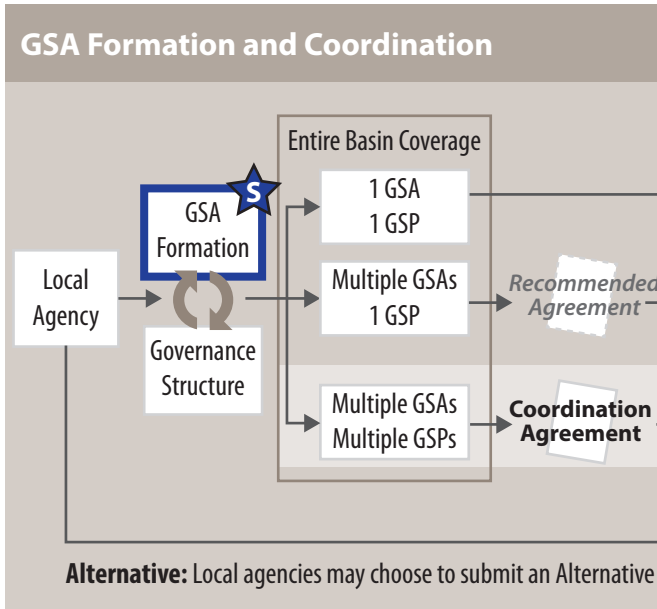 GSA Formation and Coordination
Entire Basin Coverage
S
GSA
Formation
Local
Agency
Governance
Structure
1 GSA
1 GSP
Multiple GSAs
1 GSP
Recommended
Agreement
Multiple GSAs
Multiple GSPs
Coordination
Agreement
Alternative: Local agencies may choose to submit an Alternative